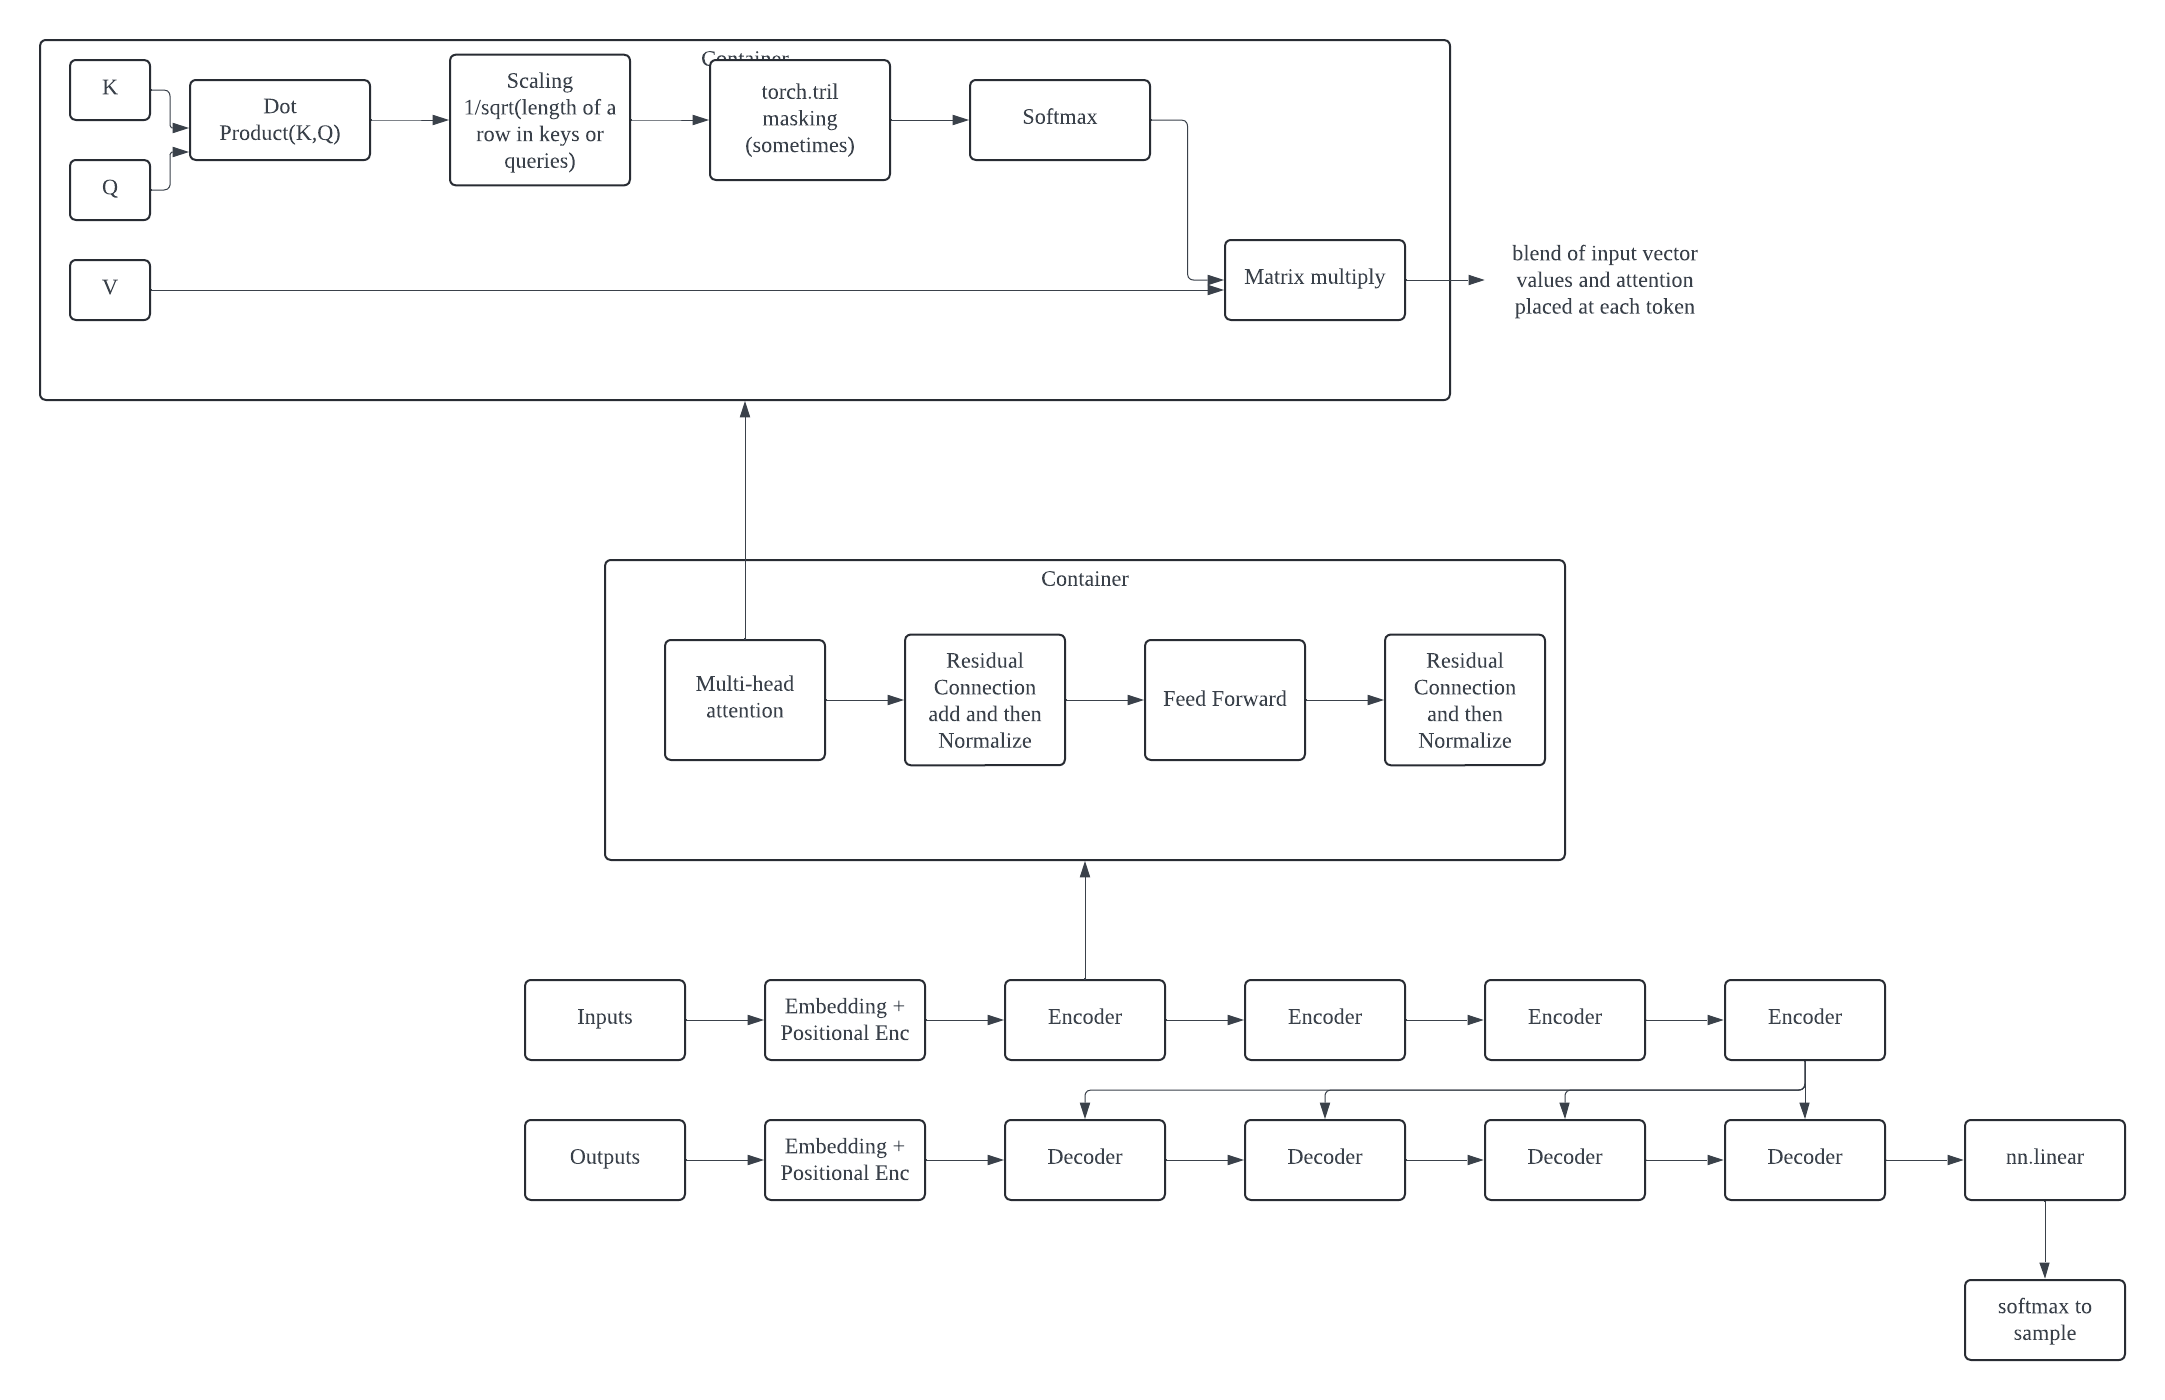 Container
K
Dot
Product(K,Q)
Scaling
1/sqrt(length of a
row in keys or
queries)
torch.tril
masking
(sometimes)
Softmax
Q
V
Matrix multiply
blend of input vector
values and attention
placed at each token
Container
Multi-head
attention
Residual
Connection
add and then
Normalize
Feed Forward
Residual
Connection
and then
Normalize
Inputs
Embedding +
Positional Enc
Encoder
Encoder
Encoder
Encoder
Outputs
Embedding +
Positional Enc
Decoder
Decoder
Decoder
Decoder
nn.linear
softmax to
sample